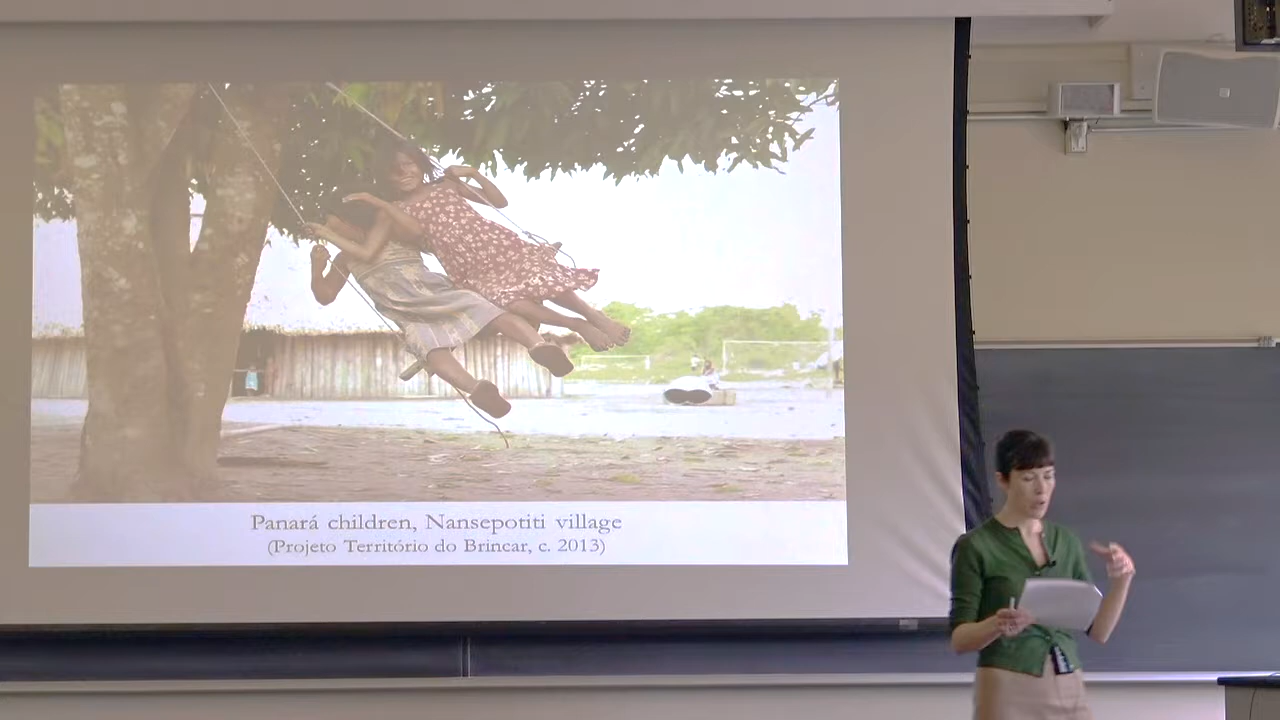 Panará children, Nansepotiti village
(Projeto Território do Brincar, c. 2013)